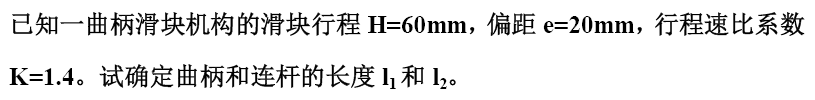 已知一曲柄滑块机构的滑块行程 H=60mm，偏距 e=20mm，行程速比系数
K=1.4。试确定曲柄和连杆的长度 l₁和 l₂。